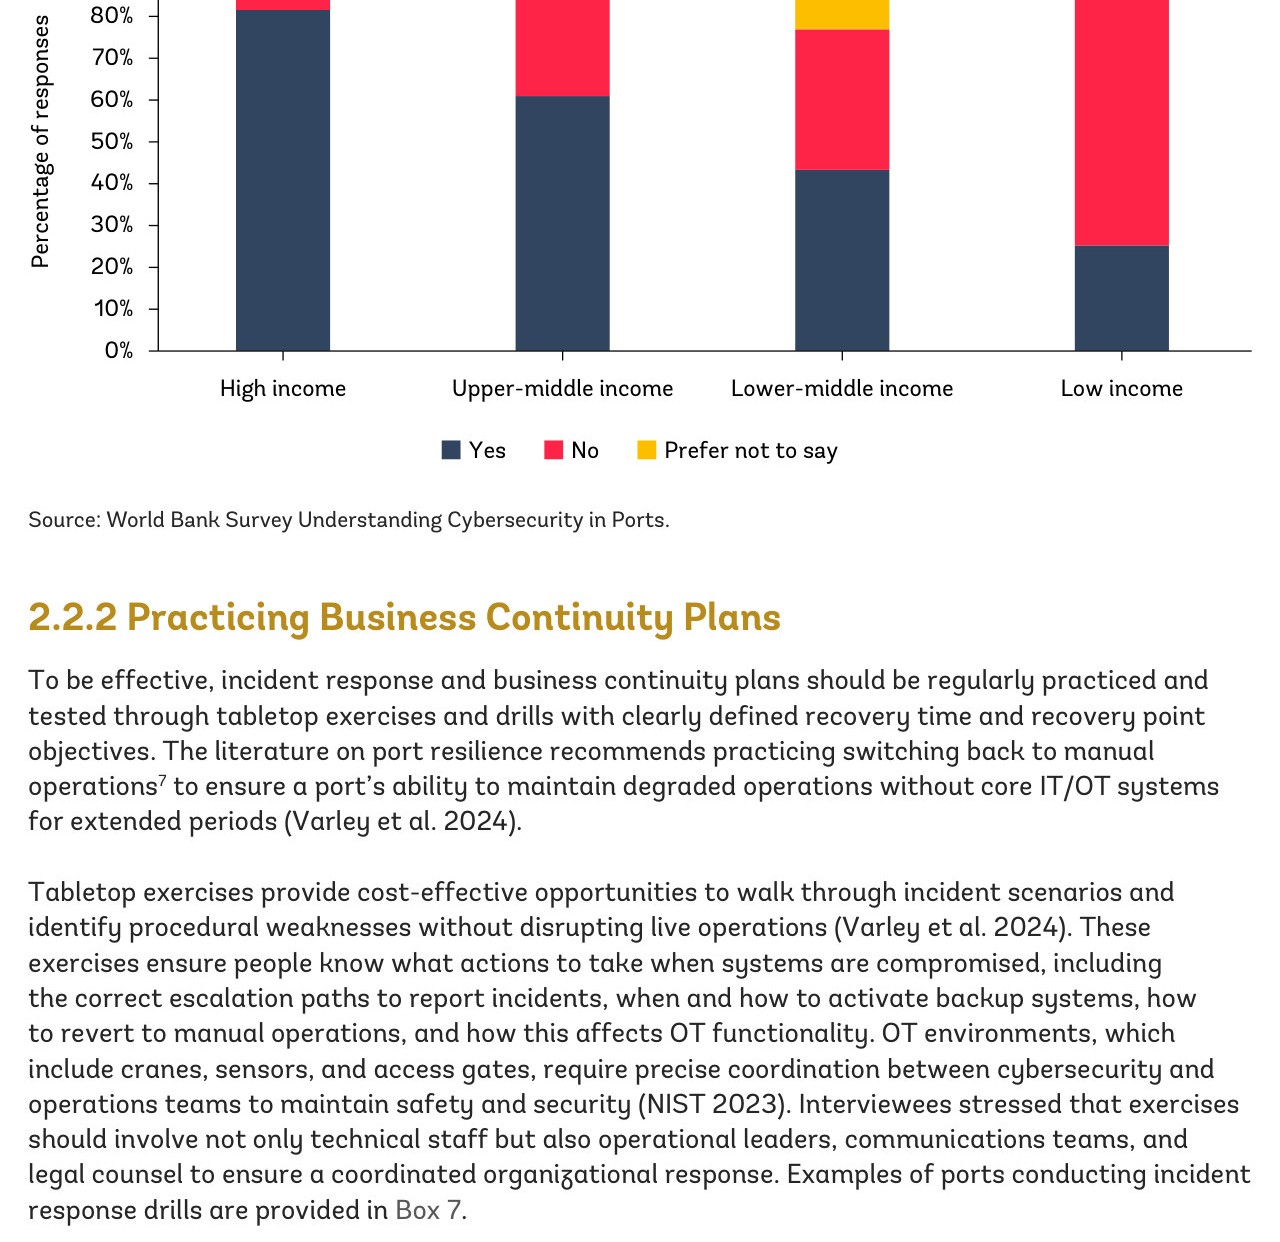 Percentage of responses
80%
70%
60%
50%
40%
30%
20%
10%
0%
High income Upper-middle income Lower-middle income Low income
Yes No Prefer not to say
Source: World Bank Survey Understanding Cybersecurity in Ports.
2.2.2 Practicing Business Continuity Plans
To be effective, incident response and business continuity plans should be regularly practiced and
tested through tabletop exercises and drills with clearly defined recovery time and recovery point
objectives. The literature on port resilience recommends practicing switching back to manual
operations⁷ to ensure a port’s ability to maintain degraded operations without core IT/OT systems
for extended periods (Varley et al. 2024).
Tabletop exercises provide cost-effective opportunities to walk through incident scenarios and
identify procedural weaknesses without disrupting live operations (Varley et al. 2024). These
exercises ensure people know what actions to take when systems are compromised, including
the correct escalation paths to report incidents, when and how to activate backup systems, how
to revert to manual operations, and how this affects OT functionality. OT environments, which
include cranes, sensors, and access gates, require precise coordination between cybersecurity and
operations teams to maintain safety and security (NIST 2023). Interviewees stressed that exercises
should involve not only technical staff but also operational leaders, communications teams, and
legal counsel to ensure a coordinated organizational response. Examples of ports conducting incident
response drills are provided in Box 7.